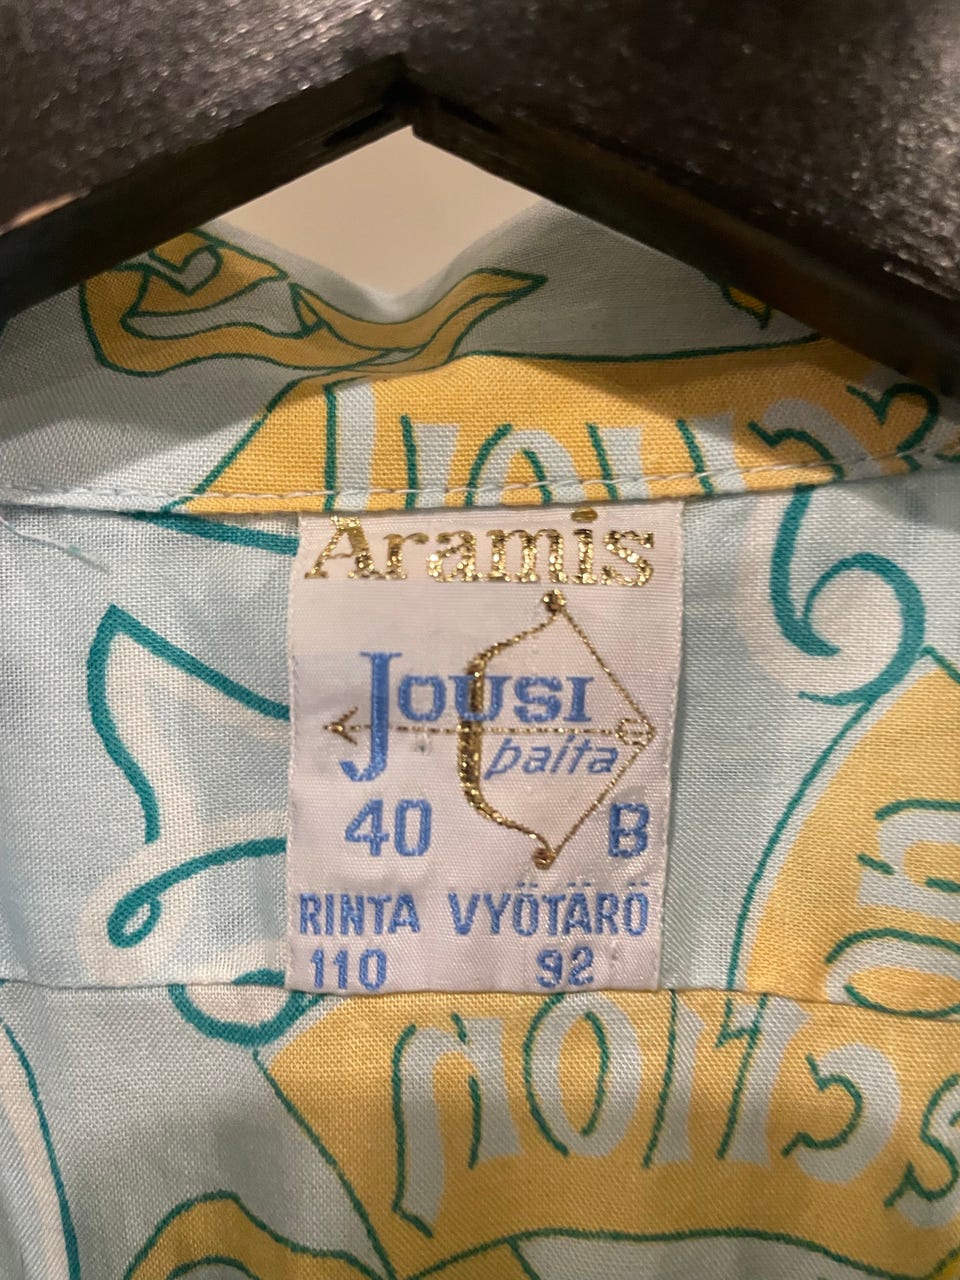 Aramis
JOUSI
paita
40 B
RINTA VYÖTÄRÖ
110 92